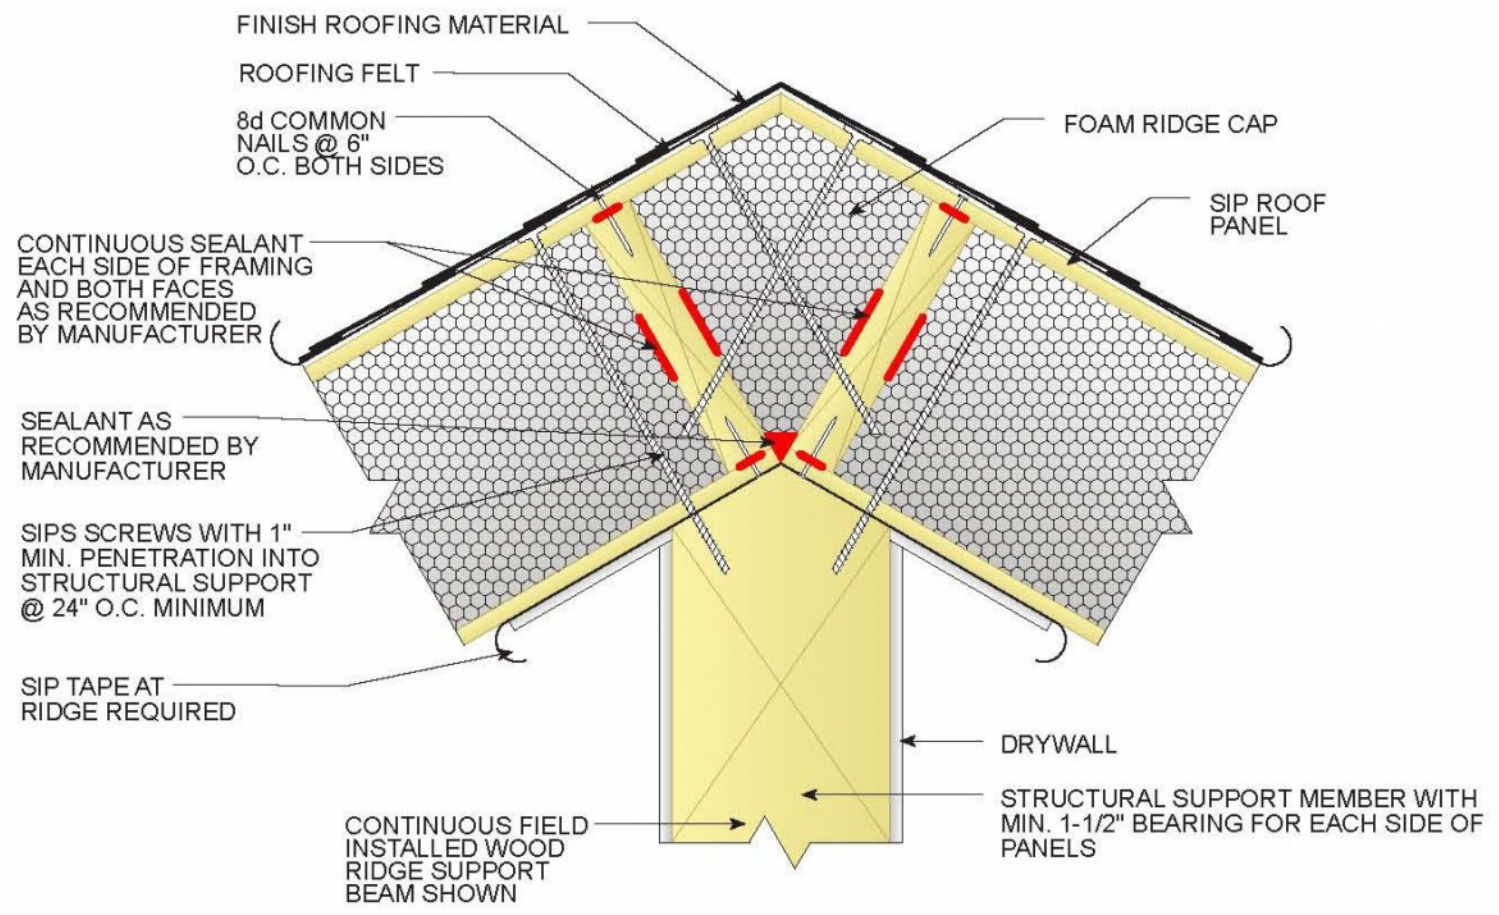 FINISH ROOFING MATERIAL
ROOFING FELT
8d COMMON
NAILS @ 6"
O.C. BOTH SIDES
FOAM RIDGE CAP
SIP ROOF
PANEL
CONTINUOUS SEALANT
EACH SIDE OF FRAMING
AND BOTH FACES
AS RECOMMENDED
BY MANUFACTURER
SEALANT AS
RECOMMENDED BY
MANUFACTURER
SIPS SCREWS WITH 1"
MIN. PENETRATION INTO
STRUCTURAL SUPPORT
@ 24" O.C. MINIMUM
SIP TAPE AT
RIDGE REQUIRED
DRYWALL
STRUCTURAL SUPPORT MEMBER WITH
MIN. 1-1/2" BEARING FOR EACH SIDE OF
PANELS
CONTINUOUS FIELD
INSTALLED WOOD
RIDGE SUPPORT
BEAM SHOWN